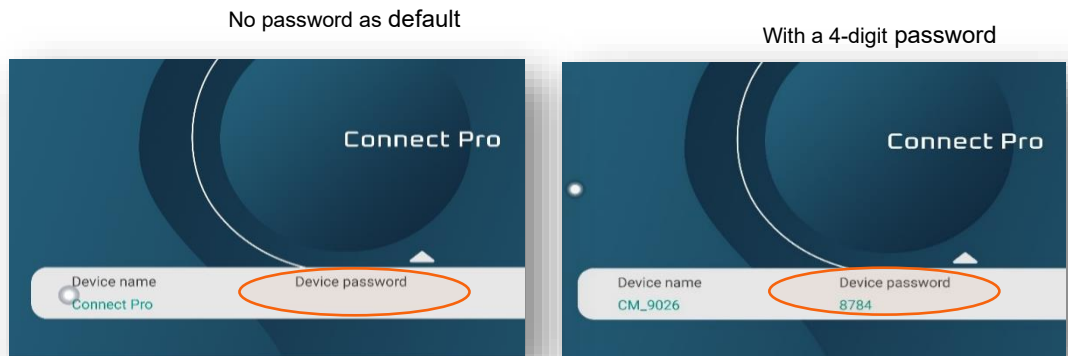 No password as default
With a 4-digit password
Connect Pro
Device name
Device password
Connect Pro
Connect Pro
Device name
Device password
CM_9026
8784